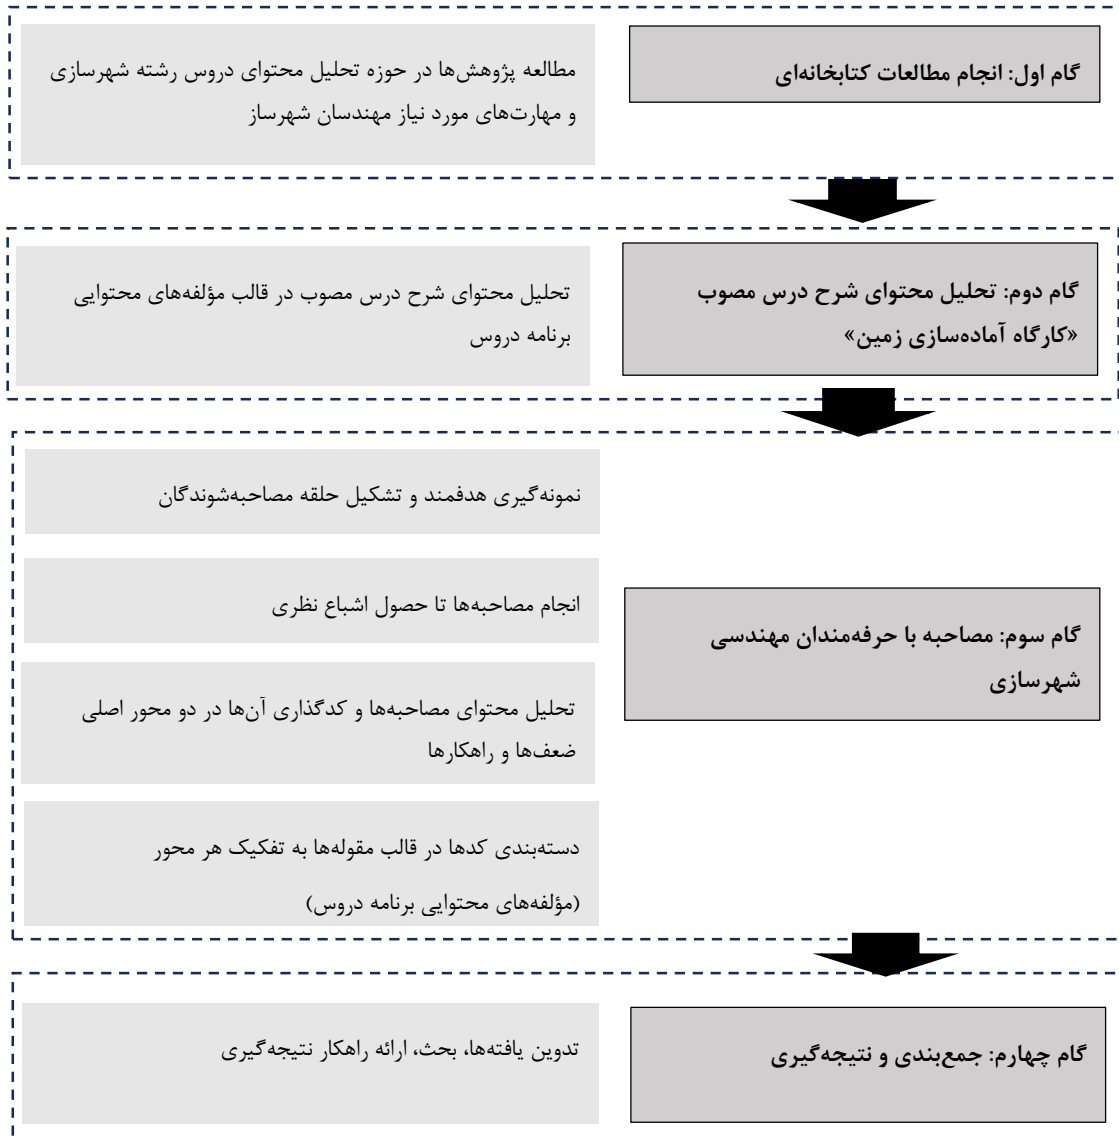 گام اول: انجام مطالعات کتابخانه‌ای
مطالعه پژوهش‌ها در حوزه تحلیل محتوای دروس رشته شهرسازی
و مهارت‌های مورد نیاز مهندسان شهرساز
گام دوم: تحلیل محتوای شرح درس مصوب
«کارگاه آماده‌سازی زمین»
تحلیل محتوای شرح درس مصوب در قالب مؤلفه‌های محتوایی
برنامه دروس
گام سوم: مصاحبه با حرفه‌مندان مهندسی
شهرسازی
نمونه‌گیری هدفمند و تشکیل حلقه مصاحبه‌شوندگان
انجام مصاحبه‌ها تا حصول اشباع نظری
تحلیل محتوای مصاحبه‌ها و کدگذاری آن‌ها در دو محور اصلی
ضعف‌ها و راهکارها
دسته‌بندی کدها در قالب مقوله‌ها به تفکیک هر محور
(مؤلفه‌های محتوایی برنامه دروس)
گام چهارم: جمع‌بندی و نتیجه‌گیری
تدوین یافته‌ها، بحث، ارائه راهکار نتیجه‌گیری